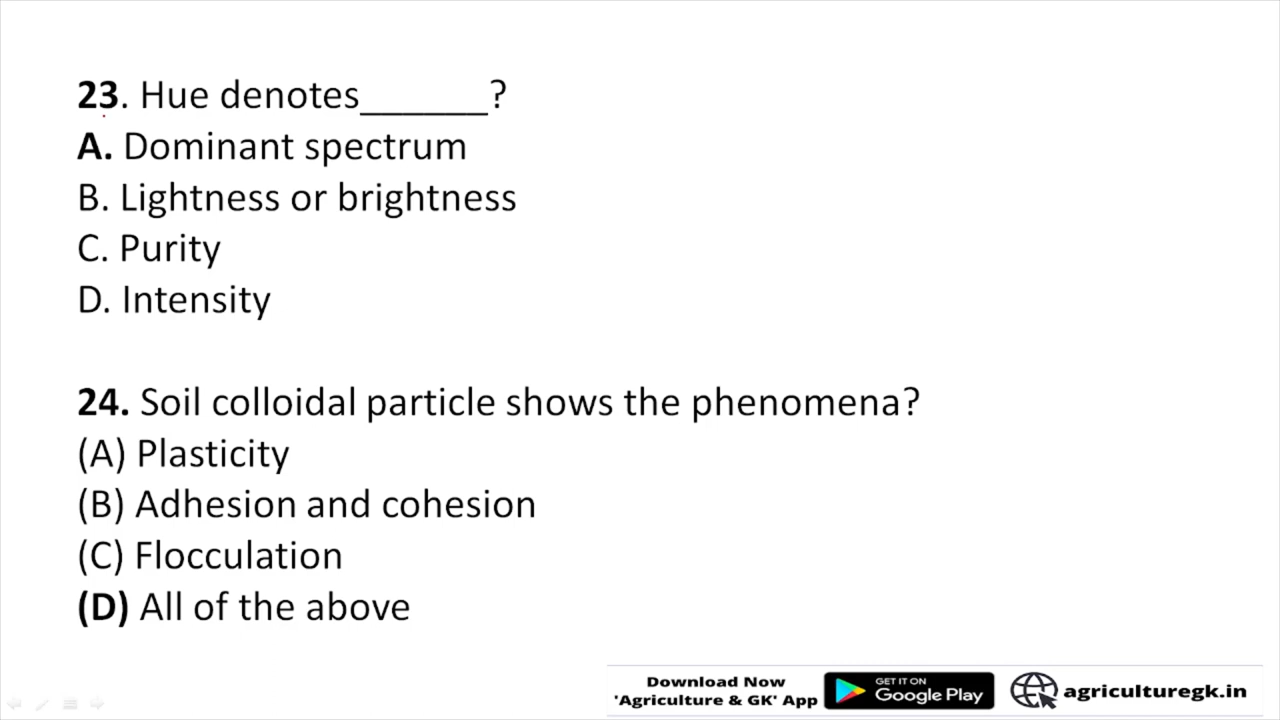 23. Hue denotes______?
A. Dominant spectrum
B. Lightness or brightness
C. Purity
D. Intensity
24. Soil colloidal particle shows the phenomena?
(A) Plasticity
(B) Adhesion and cohesion
(C) Flocculation
(D) All of the above
Download Now
'Agriculture & GK' App
GET IT ON
Google Play
agriculturegk.in